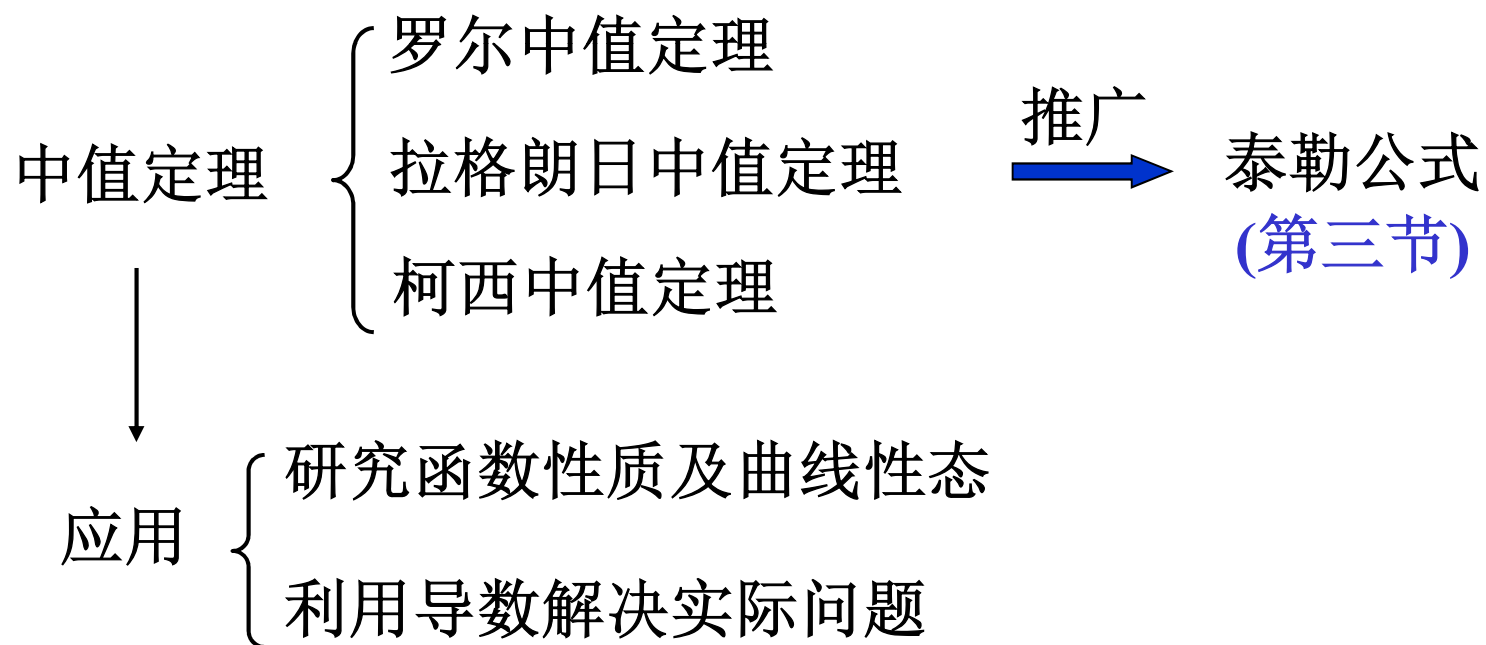 罗尔中值定理
中值定理
拉格朗日中值定理
柯西中值定理
推广
泰勒公式
(第三节)
应用
研究函数性质及曲线性态
利用导数解决实际问题